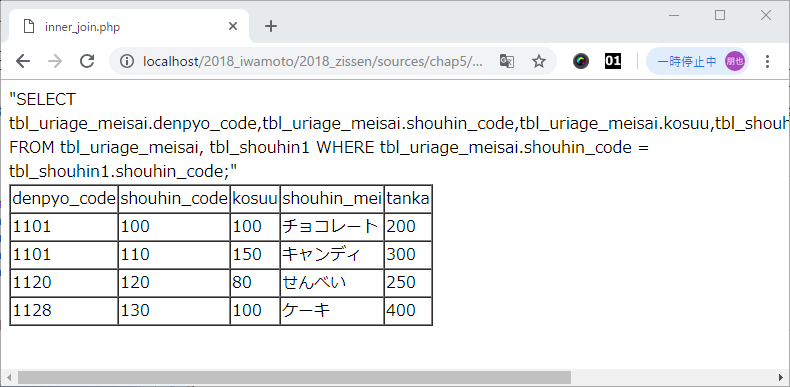 inner_join.php
localhost/2018_iwamoto/2018_zissen/sources/chap5/...
01
一時停止中 朋也
"SELECT
tbl_uriage_meisai.denpyo_code,tbl_uriage_meisai.shouhin_code,tbl_uriage_meisai.kosuu,tbl_shouh
FROM tbl_uriage_meisai, tbl_shouhin1 WHERE tbl_uriage_meisai.shouhin_code =
tbl_shouhin1.shouhin_code;"
denpyo_code shouhin_code kosuu shouhin_mei tanka
1101 100 100 チョコレート 200
1101 110 150 キャンディ 300
1120 120 80 せんべい 250
1128 130 100 ケーキ 400